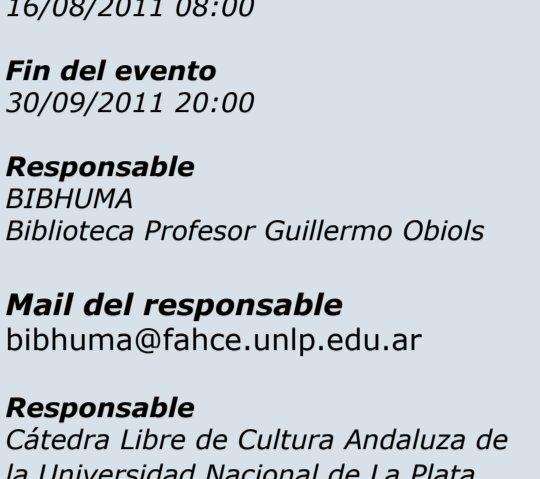 16/08/2011 08:00
Fin del evento
30/09/2011 20:00
Responsable
BIBHUMA
Biblioteca Profesor Guillermo Obiols
Mail del responsable
bibhuma@fahce.unlp.edu.ar
Responsable
Cátedra Libre de Cultura Andaluza de
la Universidad Nacional de La Plata